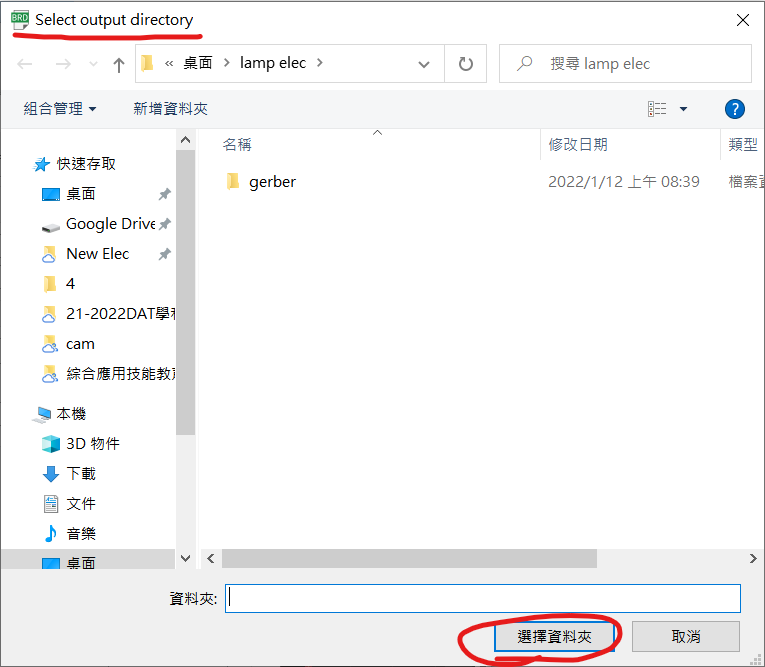 BRD
Select output directory
« 桌面 › lamp elec ›
搜尋 lamp elec
組合管理
新增資料夾
?
名稱
修改日期
類型
快速存取
桌面
Google Drive
New Elec
4
21-2022DAT學科
cam
綜合應用技能教育
本機
3D 物件
下載
文件
音樂
桌面
gerber
2022/1/12 上午 08:39
檔案資
資料夾:
選擇資料夾
取消